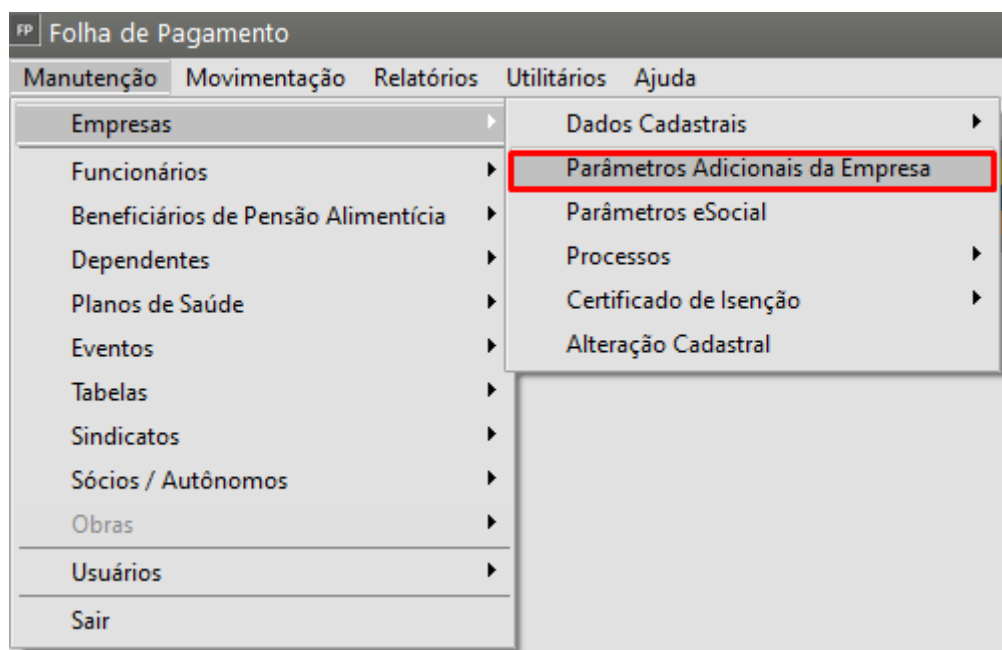 FP Folha de Pagamento
Manutenção Movimentação Relatórios Utilitários Ajuda
Empresas
Funcionários
Beneficiários de Pensão Alimentícia
Dependentes
Planos de Saúde
Eventos
Tabelas
Sindicatos
Sócios / Autônomos
Obras
Usuários
Sair
Dados Cadastrais
Parâmetros Adicionais da Empresa
Parâmetros eSocial
Processos
Certificado de Isenção
Alteração Cadastral